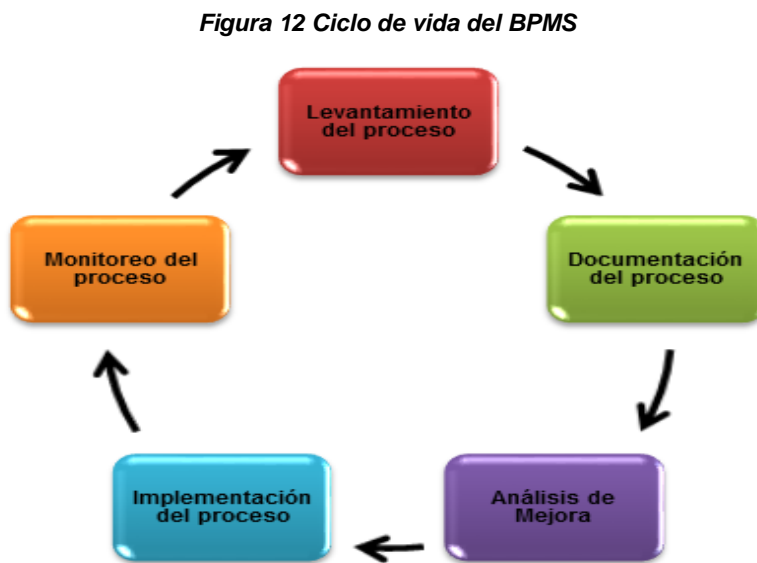 Figura 12 Ciclo de vida del BPMS
Levantamiento
del proceso
Documentación
del proceso
Análisis de
Mejora
Implementación
del proceso
Monitoreo del
proceso